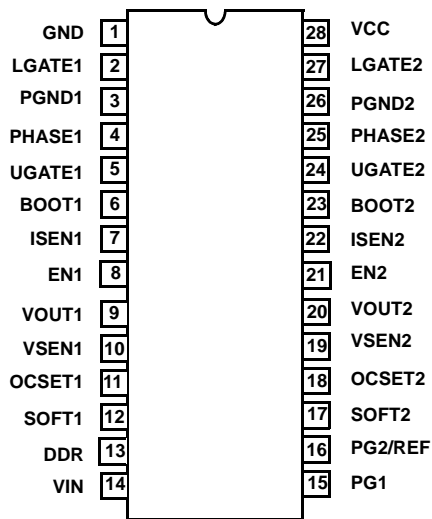 GND 1 28 VCC
LGATE1 2 27 LGATE2
PGND1 3 26 PGND2
PHASE1 4 25 PHASE2
UGATE1 5 24 UGATE2
BOOT1 6 23 BOOT2
ISEN1 7 22 ISEN2
EN1 8 21 EN2
VOUT1 9 20 VOUT2
VSEN1 10 19 VSEN2
OCSET1 11 18 OCSET2
SOFT1 12 17 SOFT2
DDR 13 16 PG2/REF
VIN 14 15 PG1